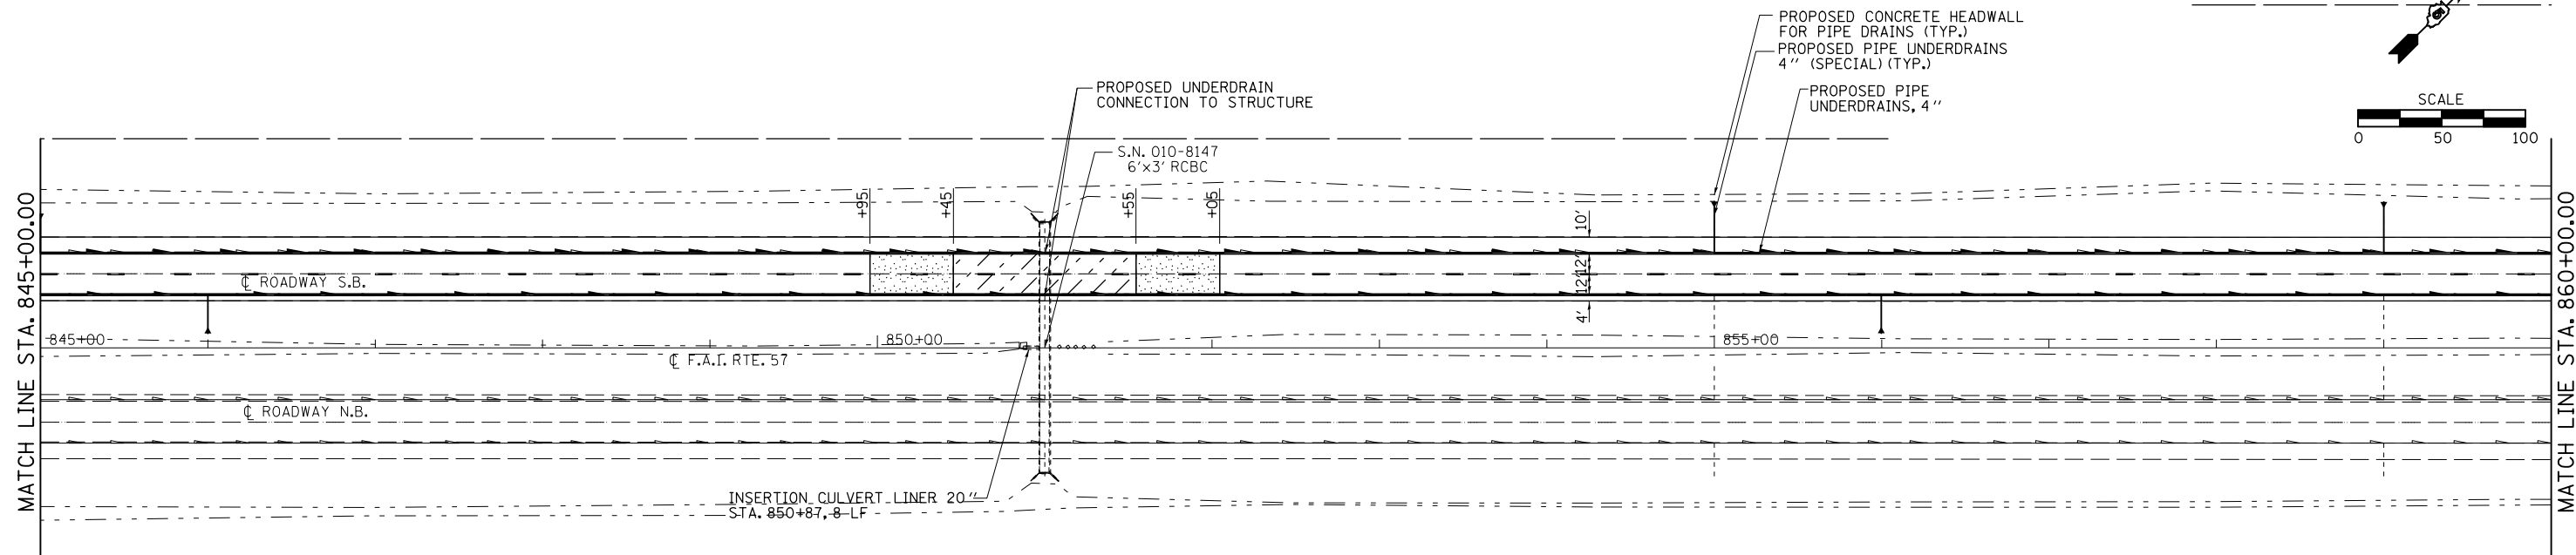 PROPOSED CONCRETE HEADWALL
FOR PIPE DRAINS (TYP.)
PROPOSED PIPE UNDERDRAINS
4" (SPECIAL) (TYP.)
PROPOSED PIPE
UNDERDRAINS, 4"
PROPOSED UNDERDRAIN
CONNECTION TO STRUCTURE
SCALE
0 50 100
S.N. 010-8147
6'x3' RCBC
+95
+45
+55
+05
10'
12'
12'
4'
MATCH LINE STA. 845+00.00
MATCH LINE STA. 860+00.00
℄ ROADWAY S.B.
845+00
850+00
855+00
℄ F.A.I. RTE. 57
℄ ROADWAY N.B.
INSERTION CULVERT LINER 20"
STA. 850+87, 8 LF